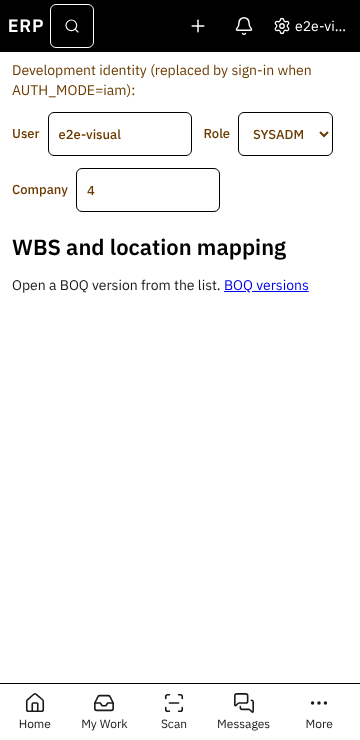 ERP
e2e-vi...
Development identity (replaced by sign-in when
AUTH_MODE=iam):
User e2e-visual Role SYSADM
Company 4
WBS and location mapping
Open a BOQ version from the list. BOQ versions
Home My Work Scan Messages More